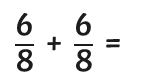 6/8 + 6/8 =